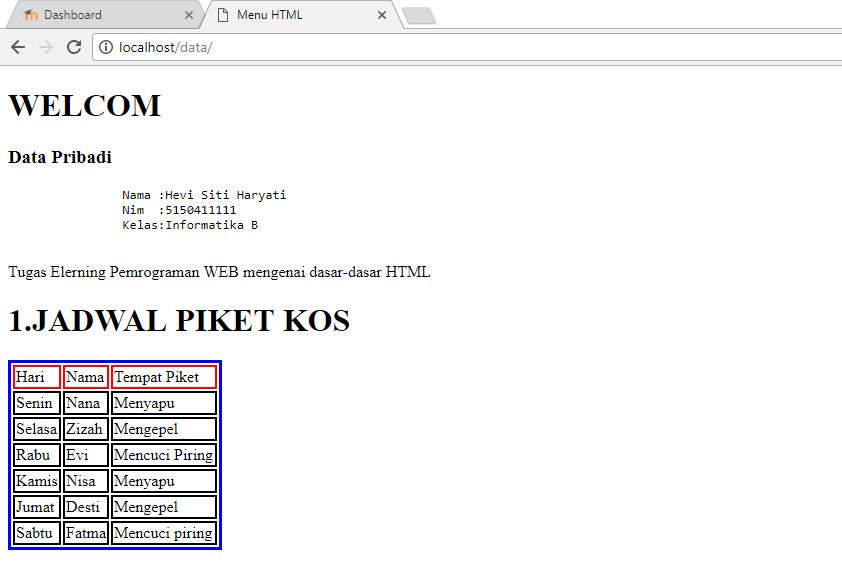 Dashboard
Menu HTML
localhost/data/
WELCOM
Data Pribadi
Nama :Hevi Siti Haryati
Nim  :5150411111
Kelas:Informatika B
Tugas Elerning Pemrograman WEB mengenai dasar-dasar HTML
1.JADWAL PIKET KOS
Hari Nama Tempat Piket
Senin Nana Menyapu
Selasa Zizah Mengepel
Rabu Evi Mencuci Piring
Kamis Nisa Menyapu
Jumat Desti Mengepel
Sabtu Fatma Mencuci piring